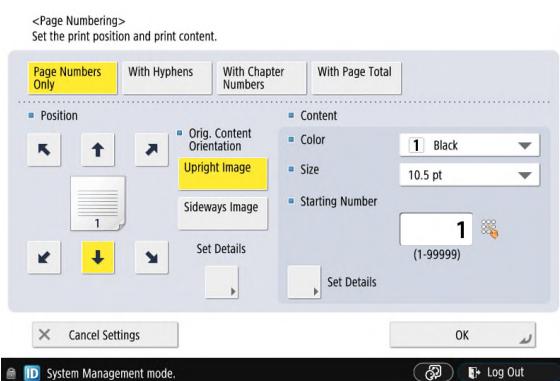 <Page Numbering>
Set the print position and print content.
Page Numbers
Only
With Hyphens
With Chapter
Numbers
With Page Total
Position
Orig. Content
Orientation
Upright Image
Sideways Image
Set Details
1
Content
Color
1 Black
Size
10.5 pt
Starting Number
1
(1-99999)
Set Details
Cancel Settings
OK
ID System Management mode.
Log Out